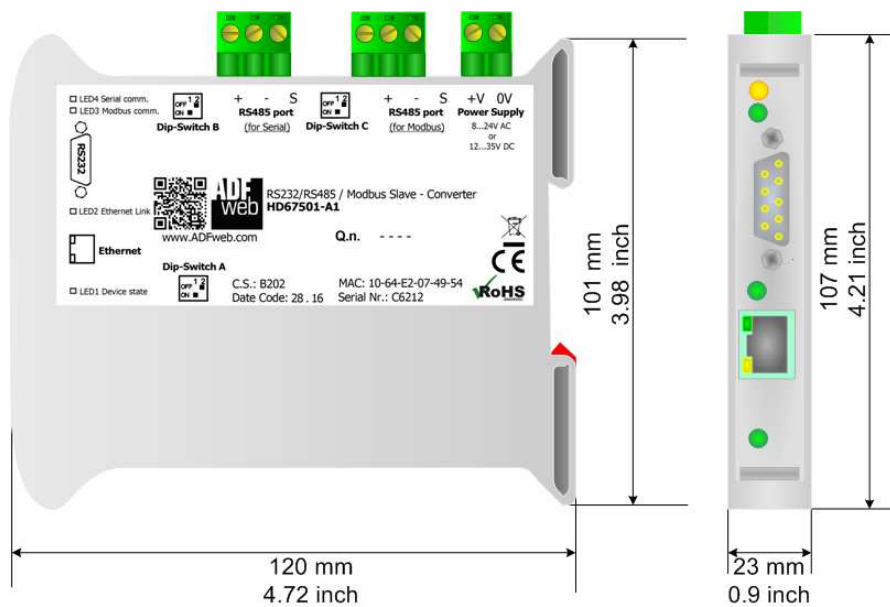 LED4 Serial comm.
LED3 Modbus comm.
OFF 1 2
ON
Dip-Switch B
+ - S
RS485 port
(for Serial)
OFF 1 2
ON
Dip-Switch C
+ - S
RS485 port
(for Modbus)
+V 0V
Power Supply
8...24V AC
or
12...35V DC
RS232
ADF
web
www.ADFweb.com
RS232/RS485 / Modbus Slave - Converter
HD67501-A1
LED2 Ethernet Link
Q.n. - - - -
Ethernet
CE
Dip-Switch A
OFF 1 2
ON
LED1 Device state
C.S.: B202
Date Code: 28 . 16
MAC: 10-64-E2-07-49-54
Serial Nr.: C6212
RoHS
101 mm
3.98 inch
107 mm
4.21 inch
120 mm
4.72 inch
23 mm
0.9 inch